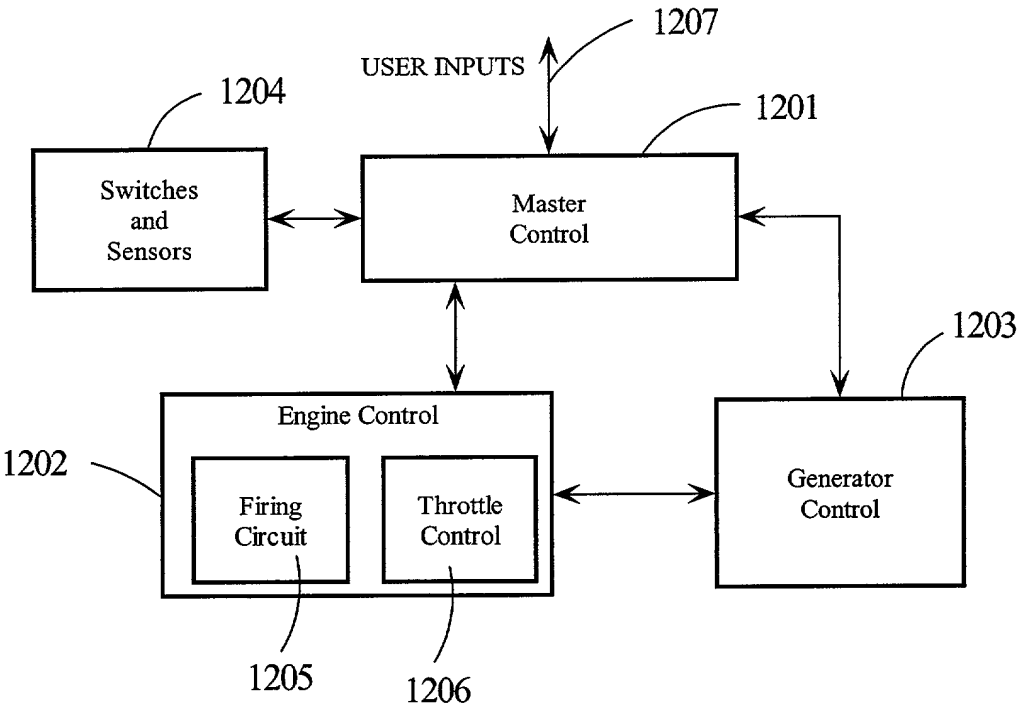 1207
USER INPUTS
1204
1201
Switches
and
Sensors
Master
Control
1203
Engine Control
1202
Firing
Circuit
Throttle
Control
Generator
Control
1205
1206